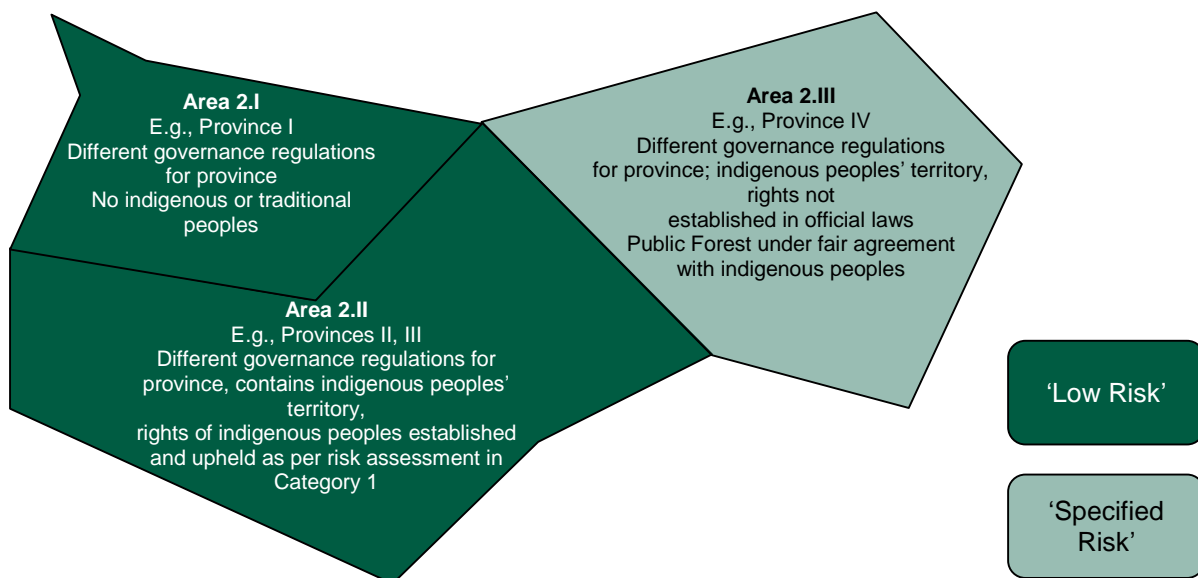 Area 2.I
E.g., Province I
Different governance regulations
for province
No indigenous or traditional
peoples
Area 2.III
E.g., Province IV
Different governance regulations
for province; indigenous peoples’ territory,
rights not
established in official laws
Public Forest under fair agreement
with indigenous peoples
Area 2.II
E.g., Provinces II, III
Different governance regulations for
province, contains indigenous peoples’
territory,
rights of indigenous peoples established
and upheld as per risk assessment in
Category 1
‘Low Risk’
‘Specified
Risk’